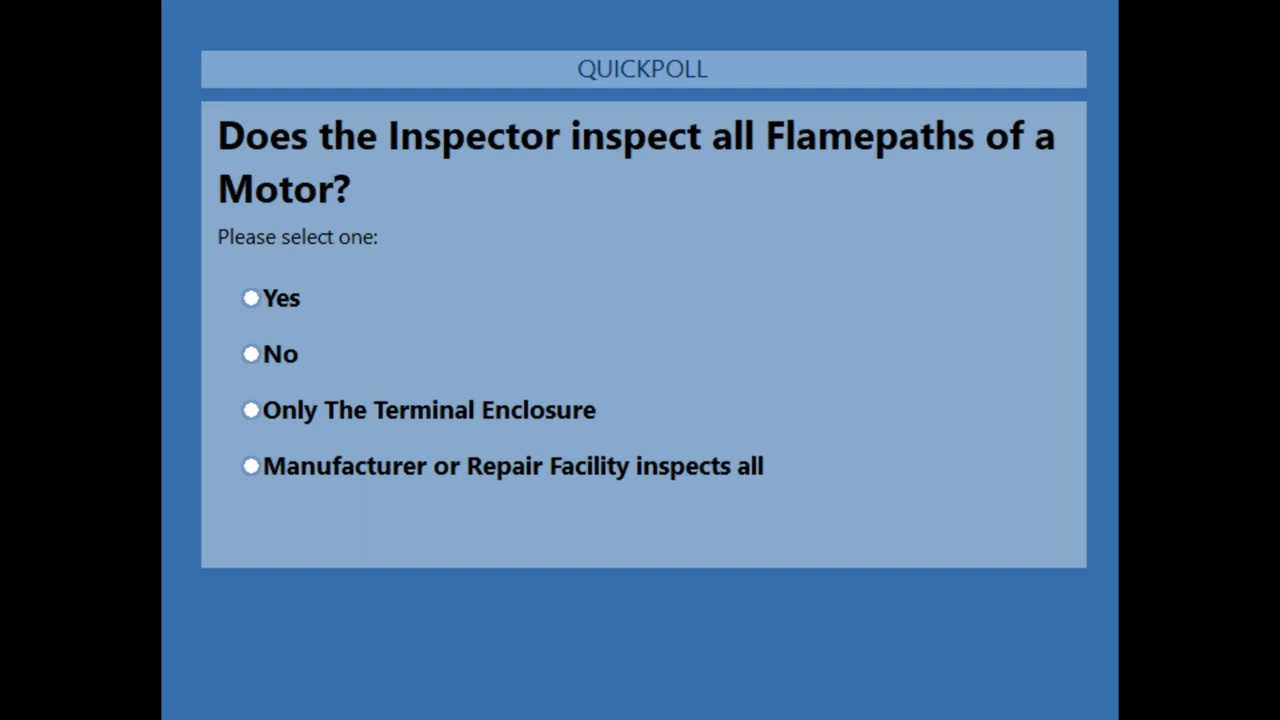 QUICKPOLL
Does the Inspector inspect all Flamepaths of a
Motor?
Please select one:
Yes
No
Only The Terminal Enclosure
Manufacturer or Repair Facility inspects all